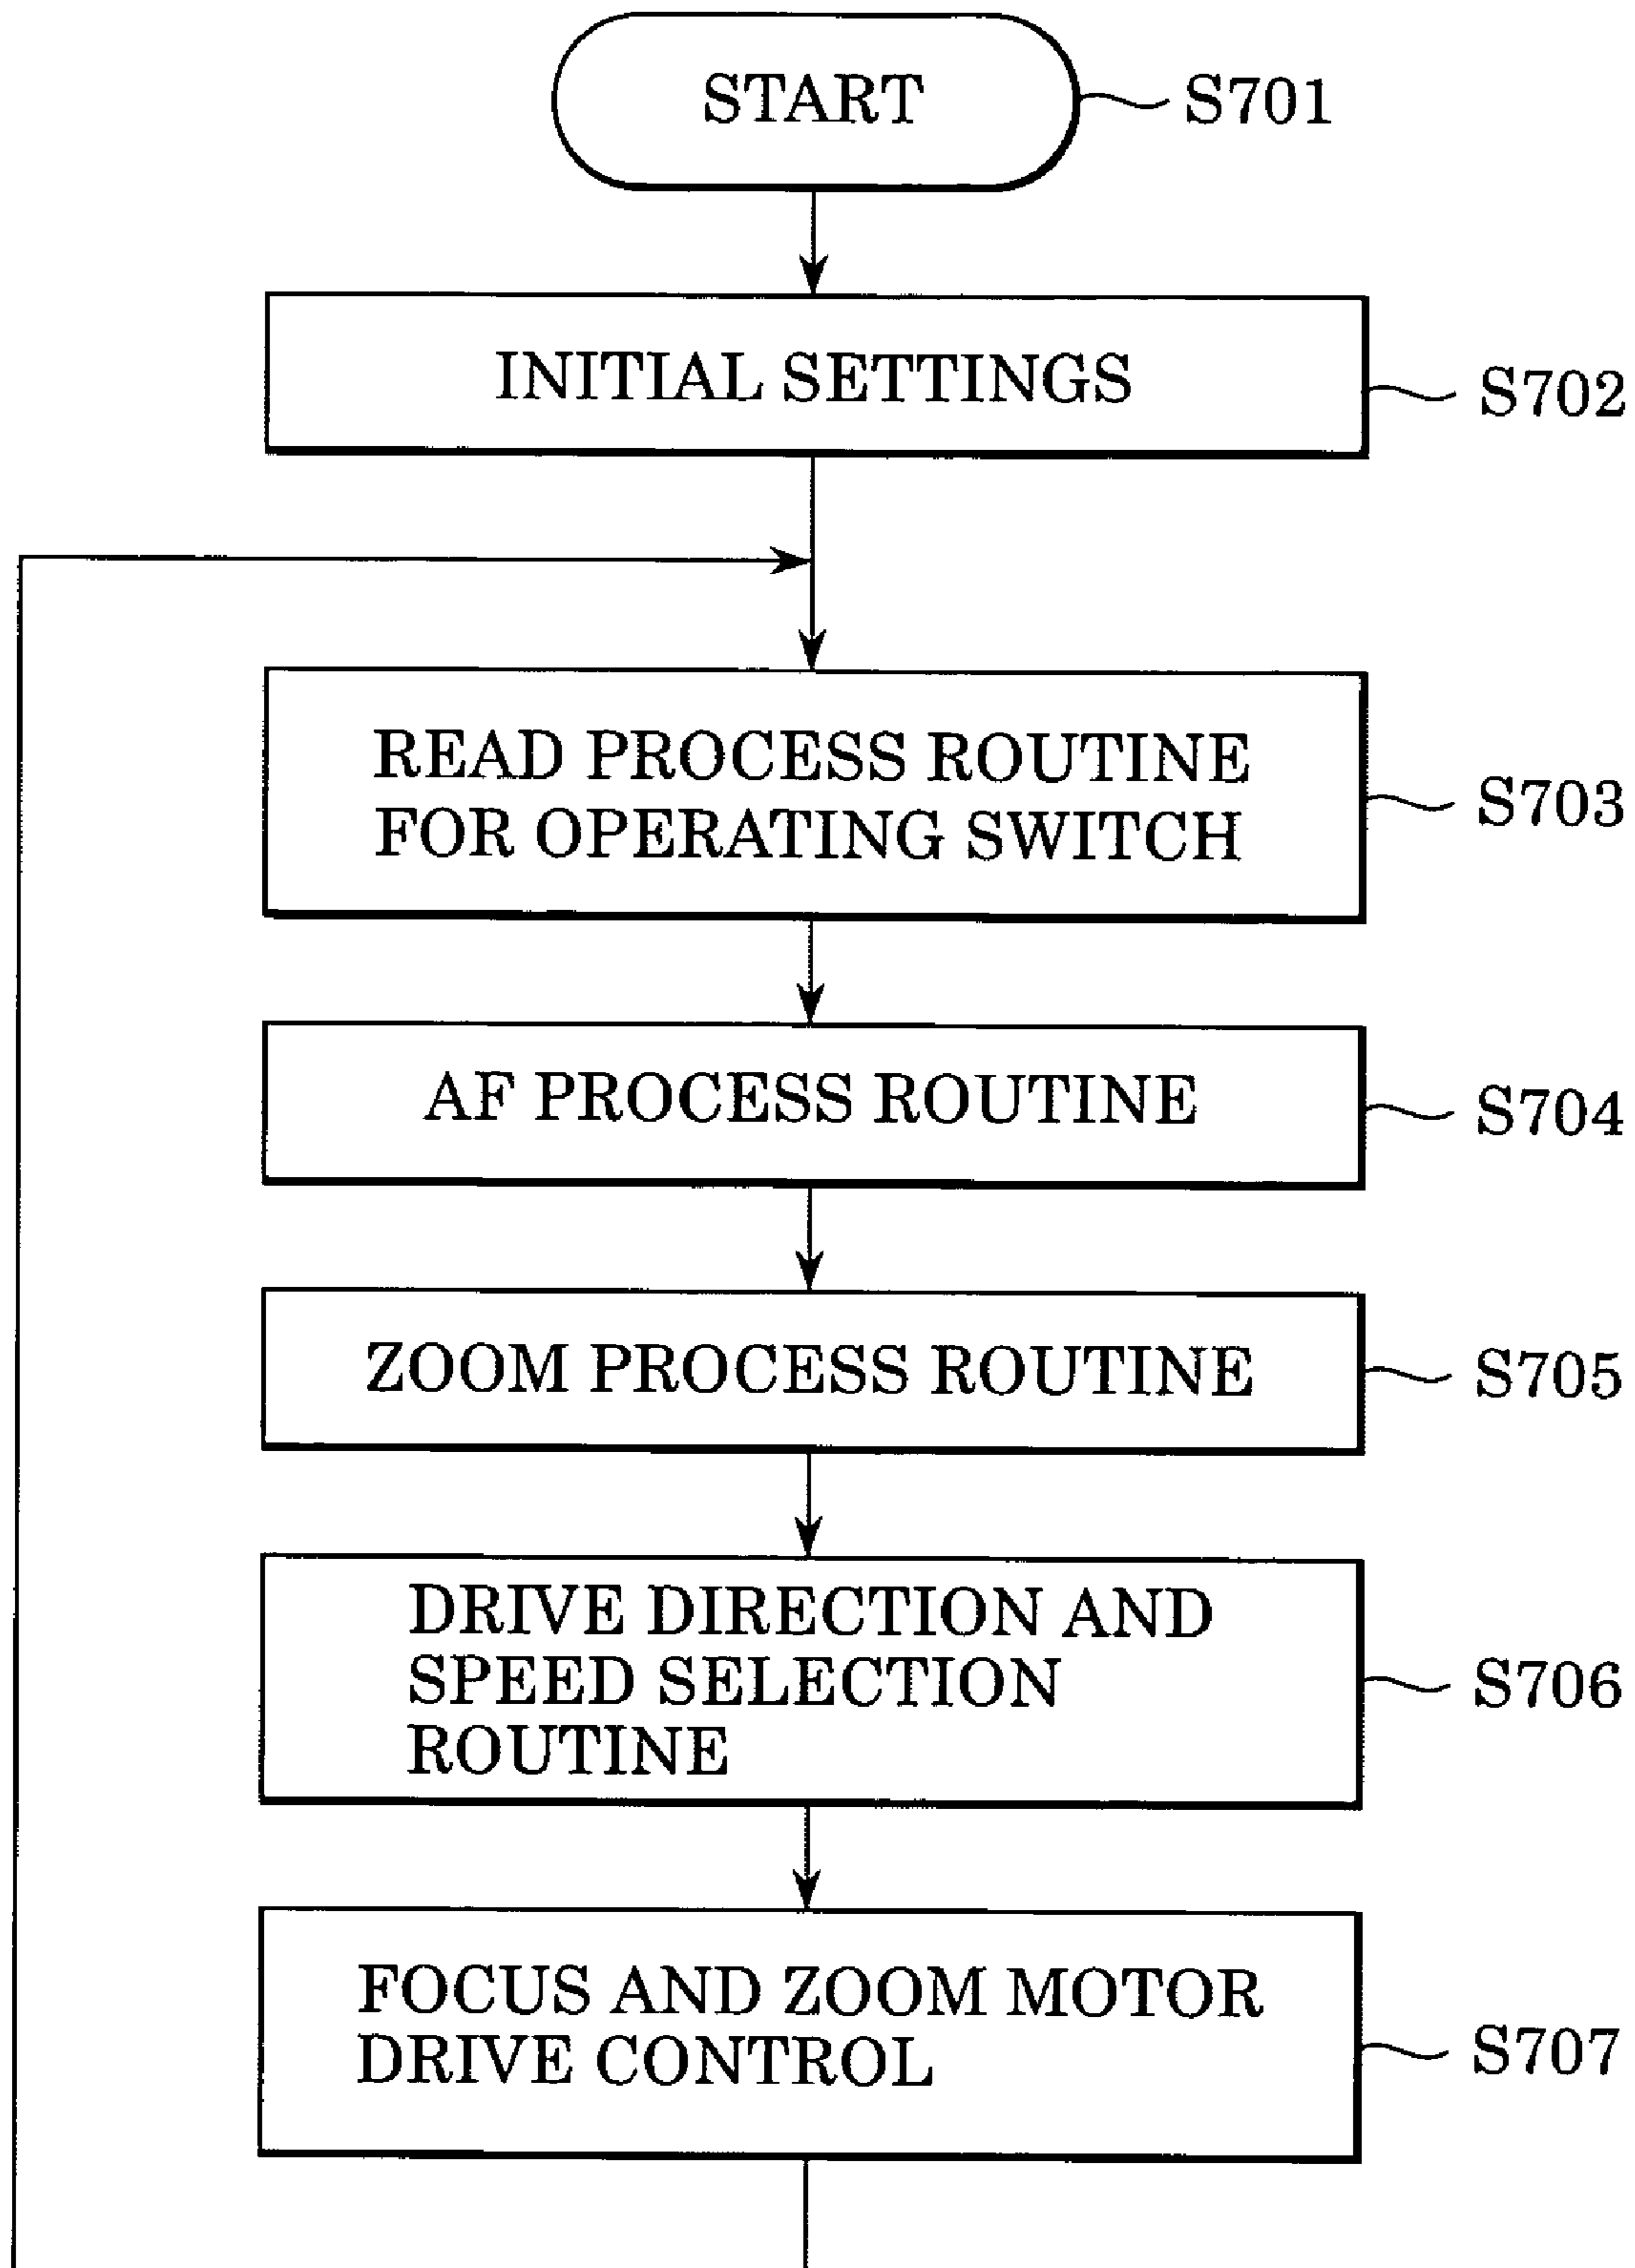 START
S701
INITIAL SETTINGS
S702
READ PROCESS ROUTINE
FOR OPERATING SWITCH
S703
AF PROCESS ROUTINE
S704
ZOOM PROCESS ROUTINE
S705
DRIVE DIRECTION AND
SPEED SELECTION
ROUTINE
S706
FOCUS AND ZOOM MOTOR
DRIVE CONTROL
S707